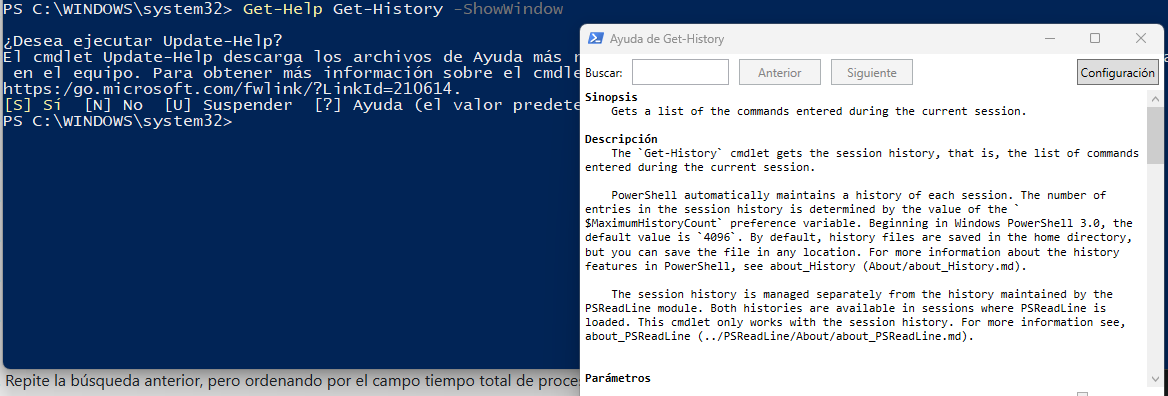 PS C:\WINDOWS\system32> Get-Help Get-History -ShowWindow
¿Desea ejecutar Update-Help?
El cmdlet Update-Help descarga los archivos de Ayuda más
en el equipo. Para obtener más información sobre el cmdle
https:/go.microsoft.com/fwlink/?LinkId=210614.
[S] Sí  [N] No  [U] Suspender  [?] Ayuda (el valor predete
PS C:\WINDOWS\system32>
Ayuda de Get-History
Buscar:
Anterior
Siguiente
Configuración
Sinopsis
Gets a list of the commands entered during the current session.
Descripción
The `Get-History` cmdlet gets the session history, that is, the list of commands
entered during the current session.
PowerShell automatically maintains a history of each session. The number of
entries in the session history is determined by the value of the `
$MaximumHistoryCount` preference variable. Beginning in Windows PowerShell 3.0, the
default value is `4096`. By default, history files are saved in the home directory,
but you can save the file in any location. For more information about the history
features in PowerShell, see about_History (About/about_History.md).
The session history is managed separately from the history maintained by the
PSReadLine module. Both histories are available in sessions where PSReadLine is
loaded. This cmdlet only works with the session history. For more information see,
about_PSReadLine (../PSReadLine/About/about_PSReadLine.md).
Parámetros
Repite la búsqueda anterior, pero ordenando por el campo tiempo total de proce